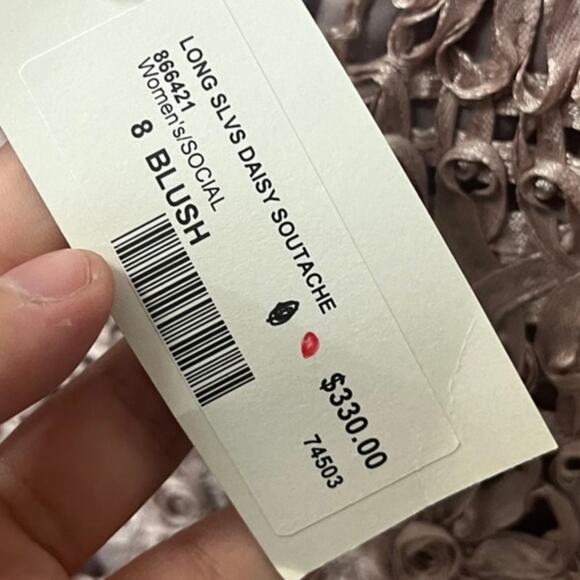 LONG SLVS DAISY SOUTACHE
866421
Women's/SOCIAL
8 BLUSH
$330.00
74503